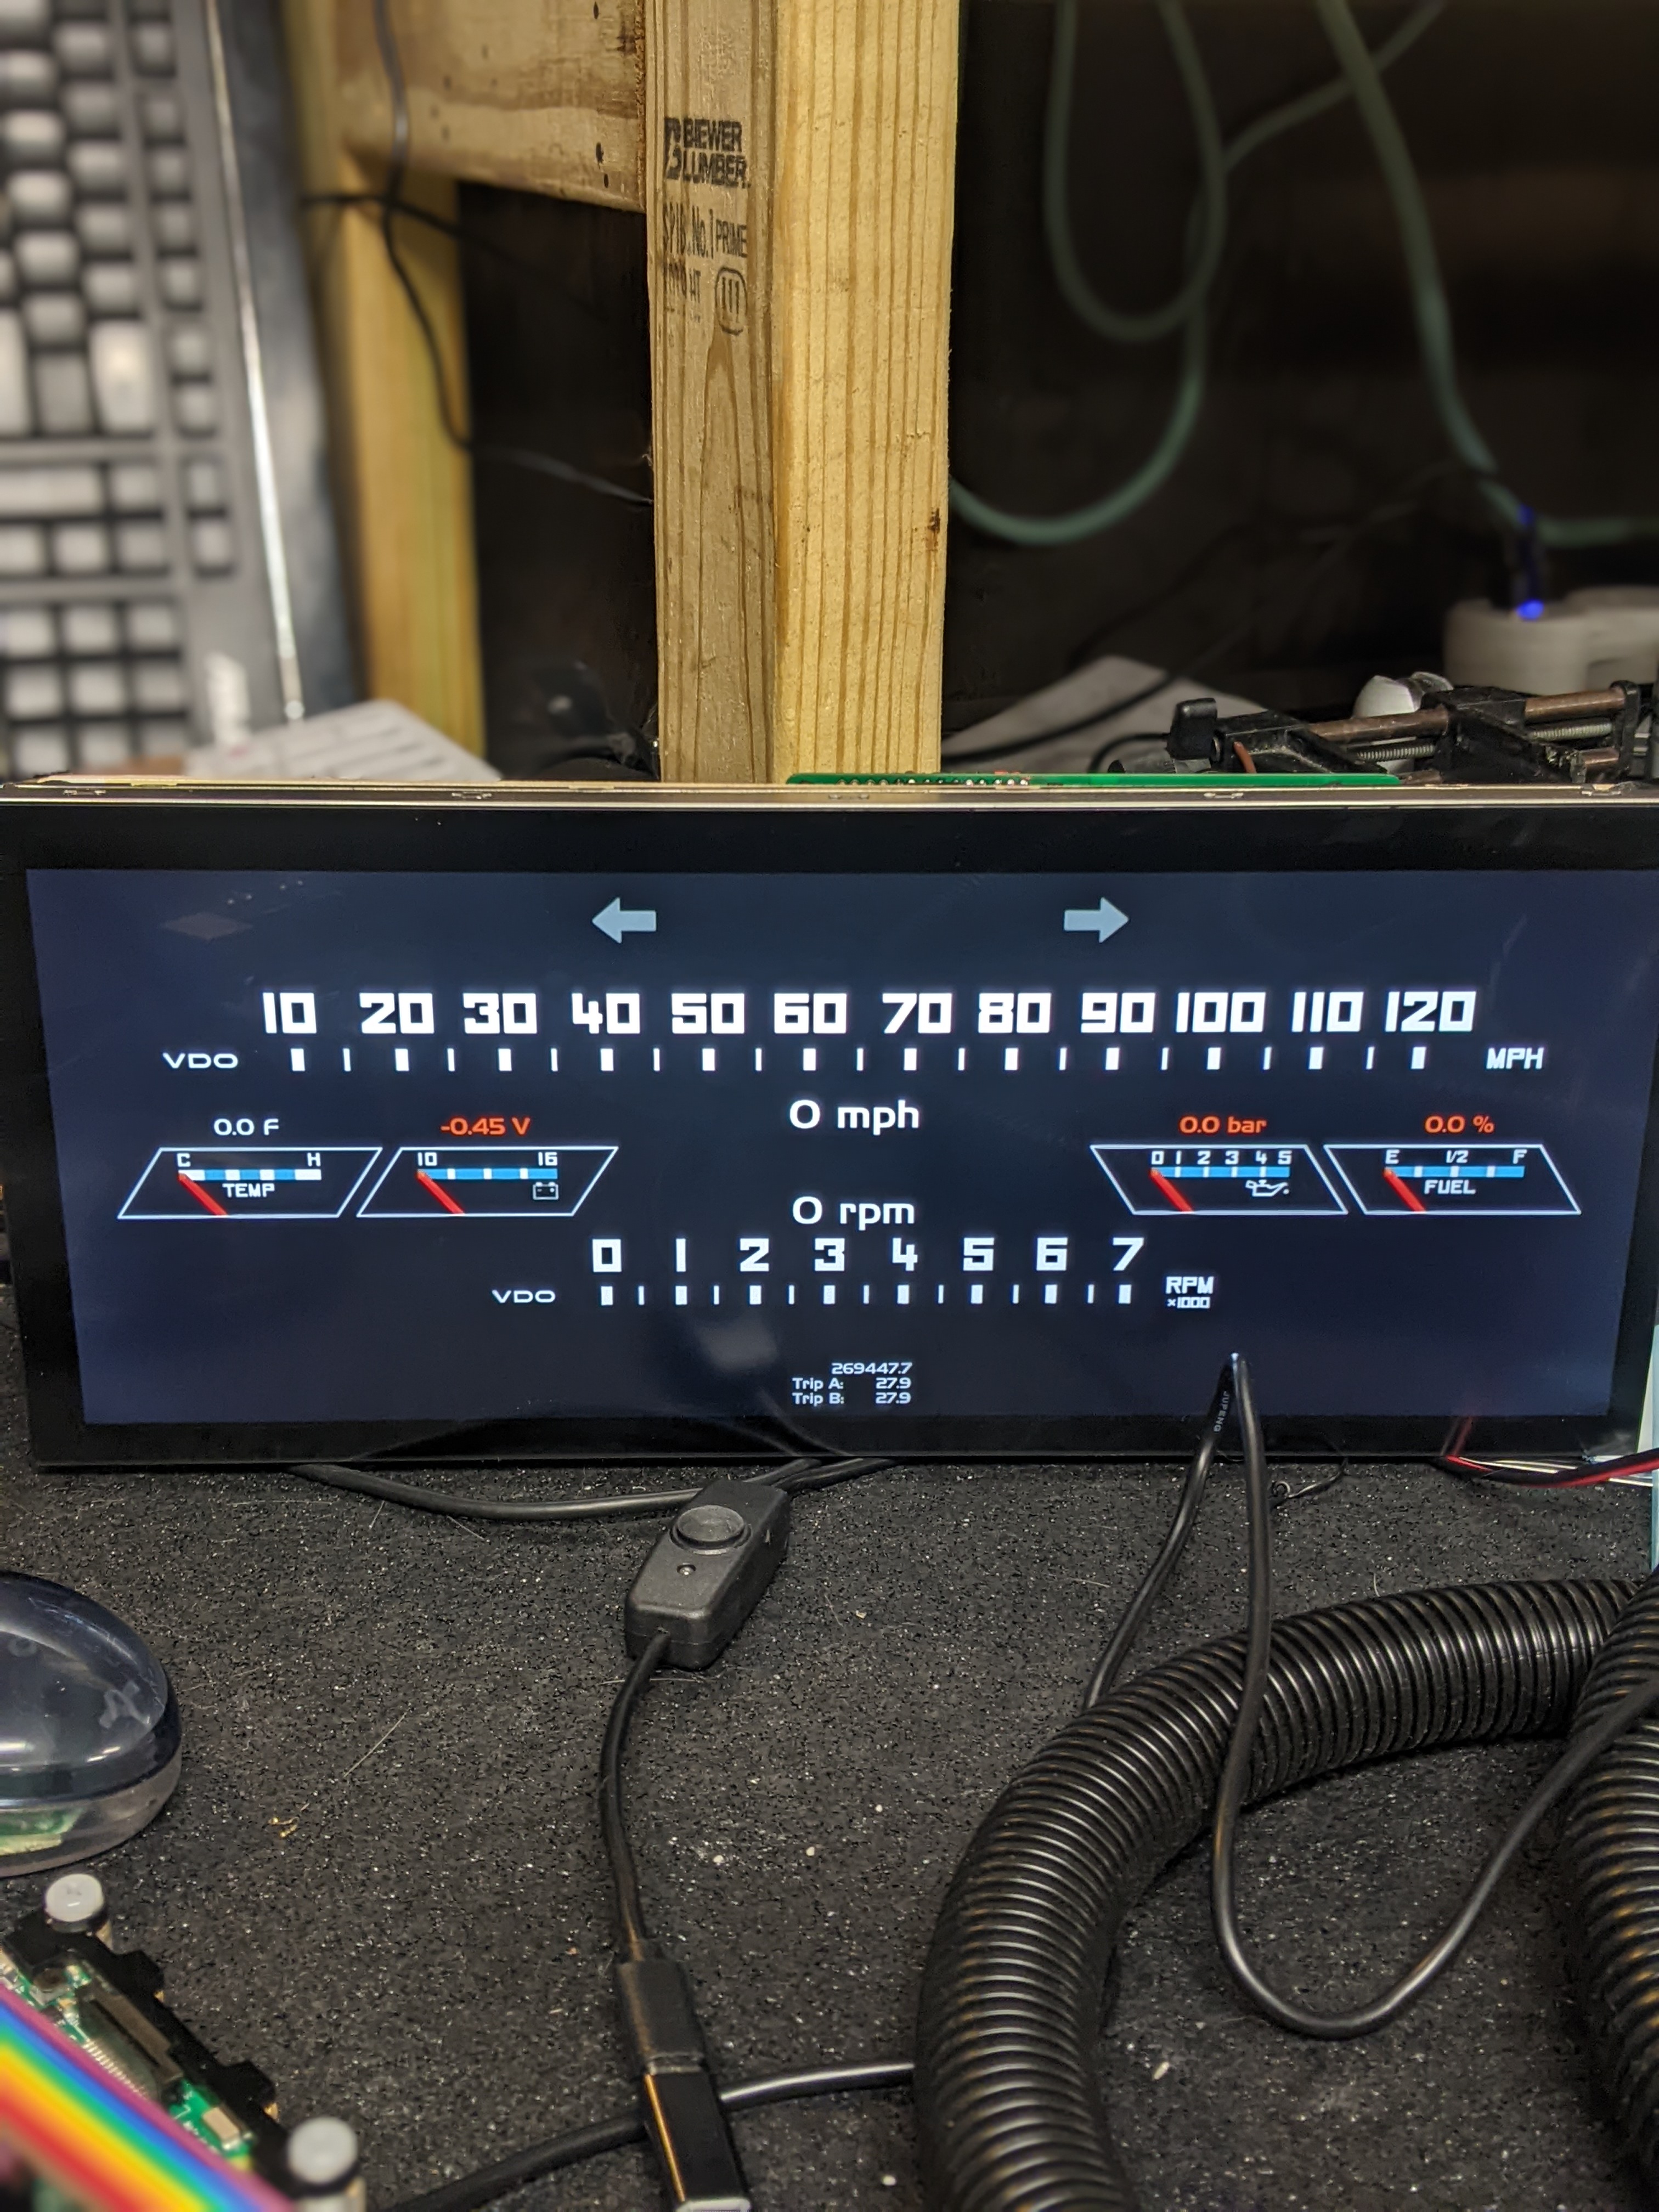 BIEWER
LUMBER
No.1 PRIME
HT
10 20 30 40 50 60 70 80 90 100 110 120
VDO MPH
0 mph
0.0 F -0.45 V 0.0 bar 0.0 %
C H 10 16 0 1 2 3 4 5 E 1/2 F
TEMP FUEL
0 rpm
0 1 2 3 4 5 6 7
VDO RPM
x1000
269447.7
Trip A: 27.9
Trip B: 27.9
JUFENG